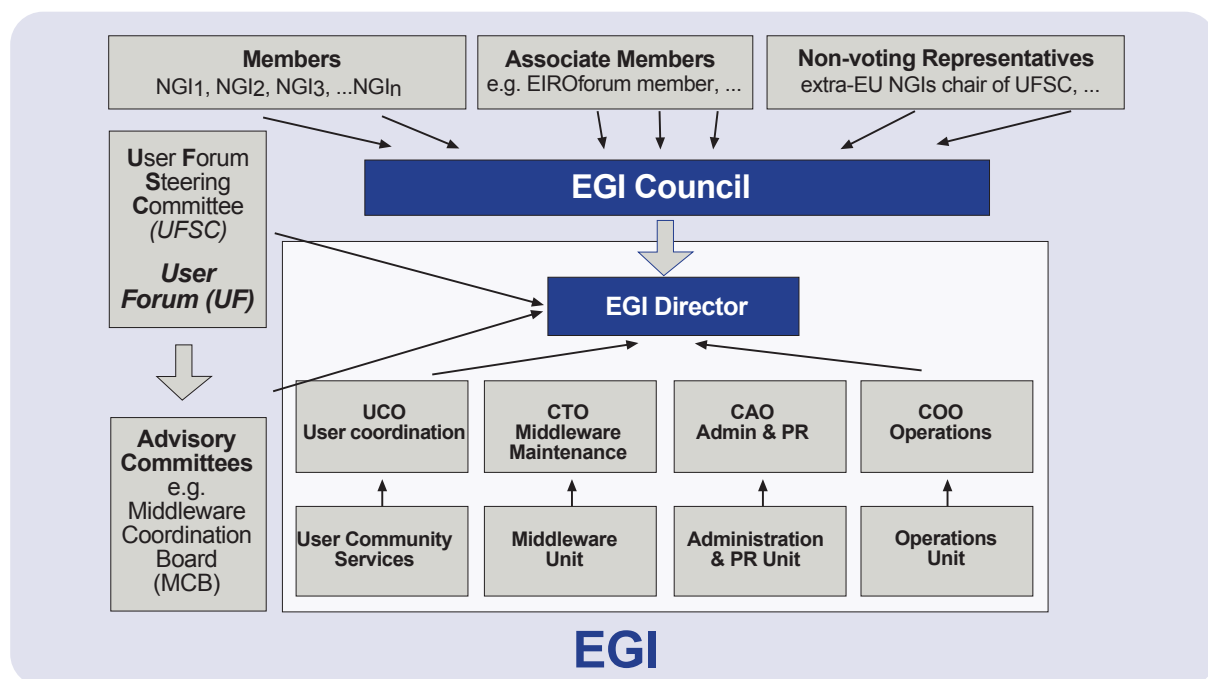 Members
NGI1, NGI2, NGI3, ...NGIn
Associate Members
e.g. EIROforum member, ...
Non-voting Representatives
extra-EU NGIs chair of UFSC, ...
User Forum
Steering
Committee
(UFSC)
User
Forum (UF)
EGI Council
EGI Director
Advisory
Committees
e.g.
Middleware
Coordination
Board
(MCB)
UCO
User coordination
CTO
Middleware
Maintenance
CAO
Admin & PR
COO
Operations
User Community
Services
Middleware
Unit
Administration
& PR Unit
Operations
Unit
EGI